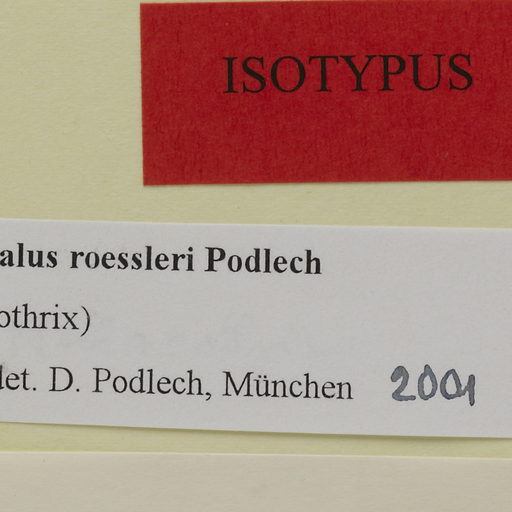 ISOTYPUS
alus roessleri Podlech
othrix)
det. D. Podlech, München 2001